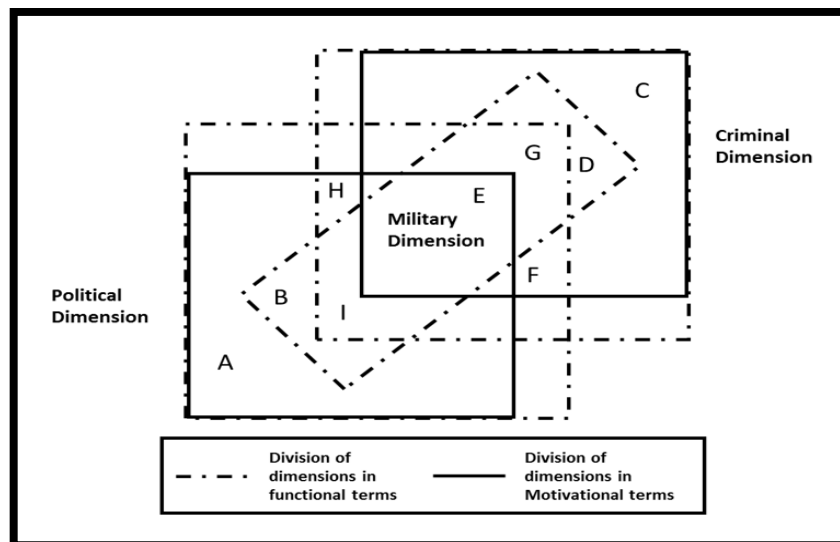 C
Criminal
Dimension
G
D
H
E
Military
Dimension
F
Political
Dimension
B
I
A
Division of
dimensions in
functional terms
Division of
dimensions in
Motivational terms